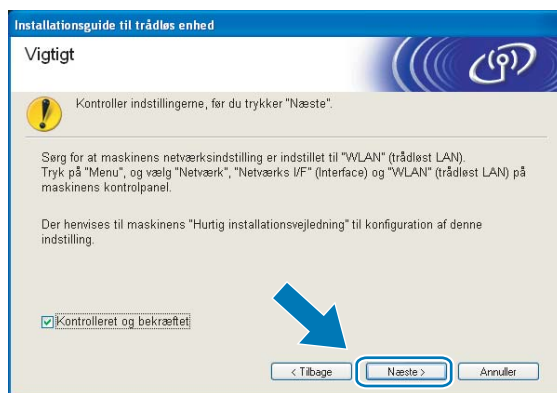 Installationsguide til trådløs enhed
Vigtigt
Kontroller indstillingerne, før du trykker "Næste".
Sørg for at maskinens netværksindstilling er indstillet til "WLAN" (trådløst LAN).
Tryk på "Menu", og vælg "Netværk", "Netværks I/F" (Interface) og "WLAN" (trådløst LAN) på
maskinens kontrolpanel.
Der henvises til maskinens "Hurtig installationsvejledning" til konfiguration af denne
indstilling.
Kontrolleret og bekræftet
< Tilbage
Næste >
Annuller